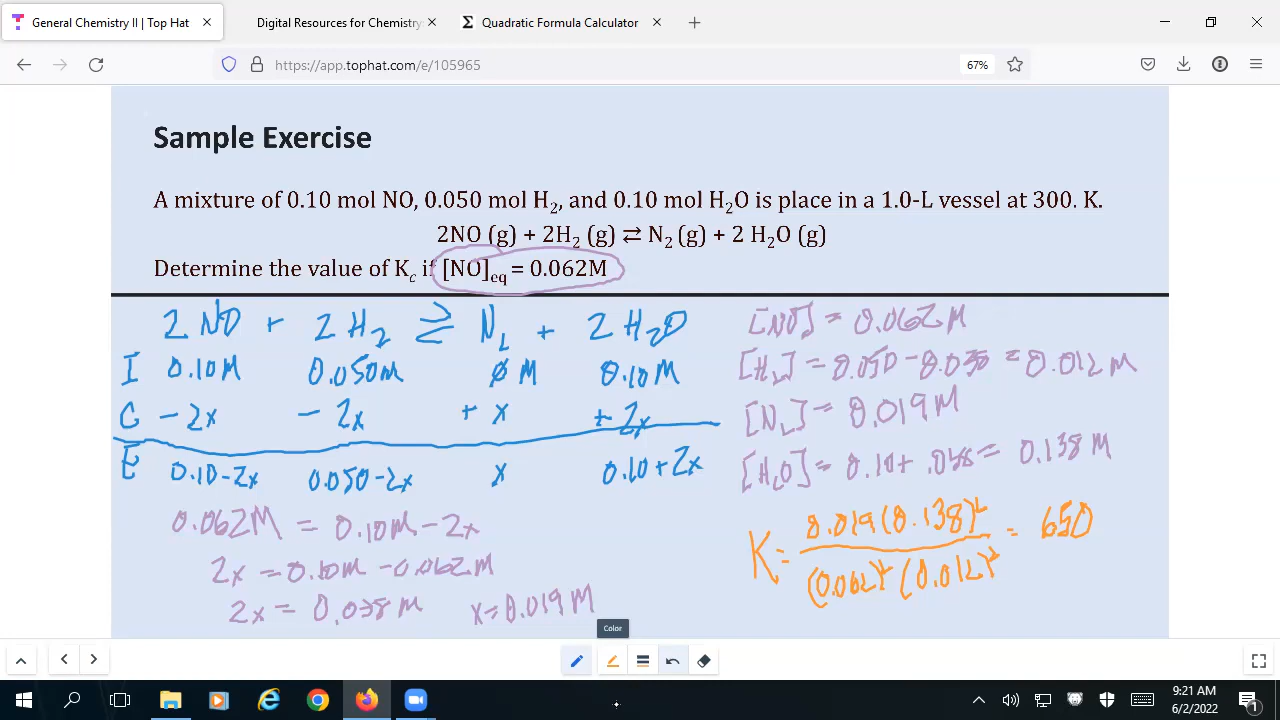 General Chemistry II | Top Hat
Digital Resources for Chemistry
Σ Quadratic Formula Calculator
https://app.tophat.com/e/105965
67%
Sample Exercise
A mixture of 0.10 mol NO, 0.050 mol H₂, and 0.10 mol H₂O is place in a 1.0-L vessel at 300. K.
2NO (g) + 2H₂ (g) ⇄ N₂ (g) + 2 H₂O (g)
Determine the value of K𝑐 if [NO]eq = 0.062M
2 NO + 2 H₂ ⇌ N₂ + 2 H₂O
I 0.10M 0.050M 0 M 0.10M
C - 2x - 2x + x + 2x
E 0.10-2x 0.050-2x x 0.10+2x
0.062M = 0.10M - 2x
2x = 0.10M - 0.062M
2x = 0.038M x = 0.019 M
[NO] = 0.062M
[H₂] = 0.050 - 0.038 = 0.012 M
[N₂] = 0.019 M
[H₂O] = 0.10 + .038 = 0.138 M
K = 0.019 (0.138)² / (0.062)² (0.012)² = 650
Color
9:21 AM
6/2/2022
1